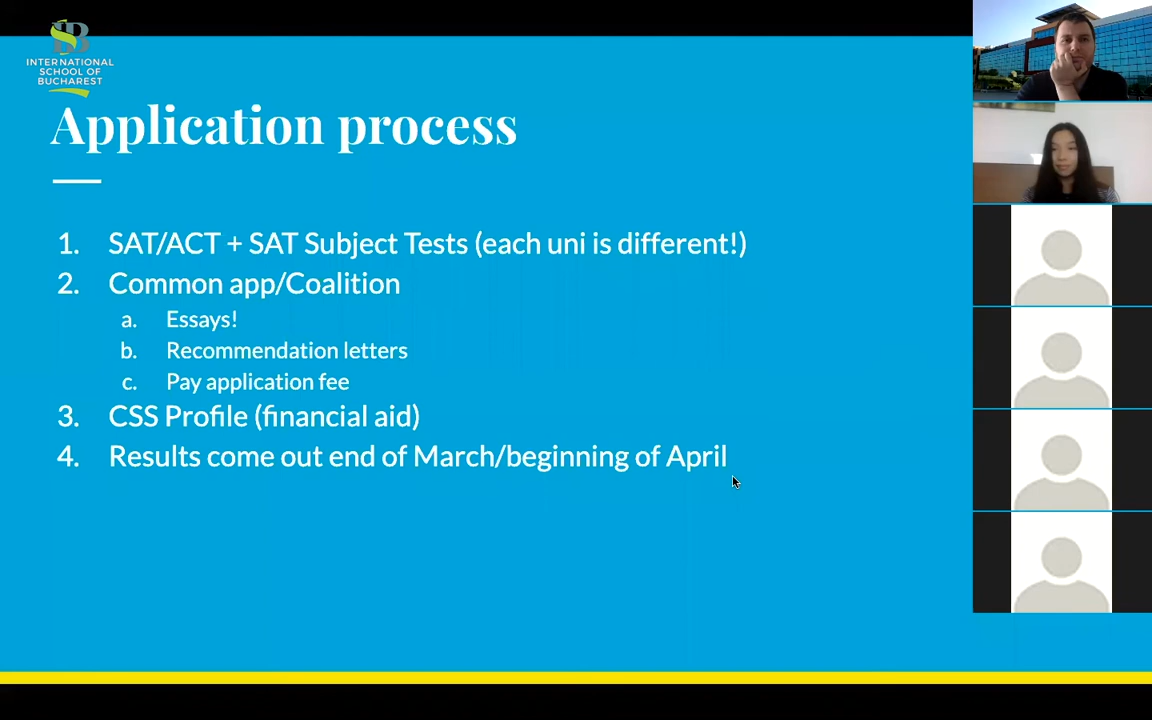 INTERNATIONAL
SCHOOL OF
BUCHAREST
Application process
1. SAT/ACT + SAT Subject Tests (each uni is different!)
2. Common app/Coalition
a. Essays!
b. Recommendation letters
c. Pay application fee
3. CSS Profile (financial aid)
4. Results come out end of March/beginning of April